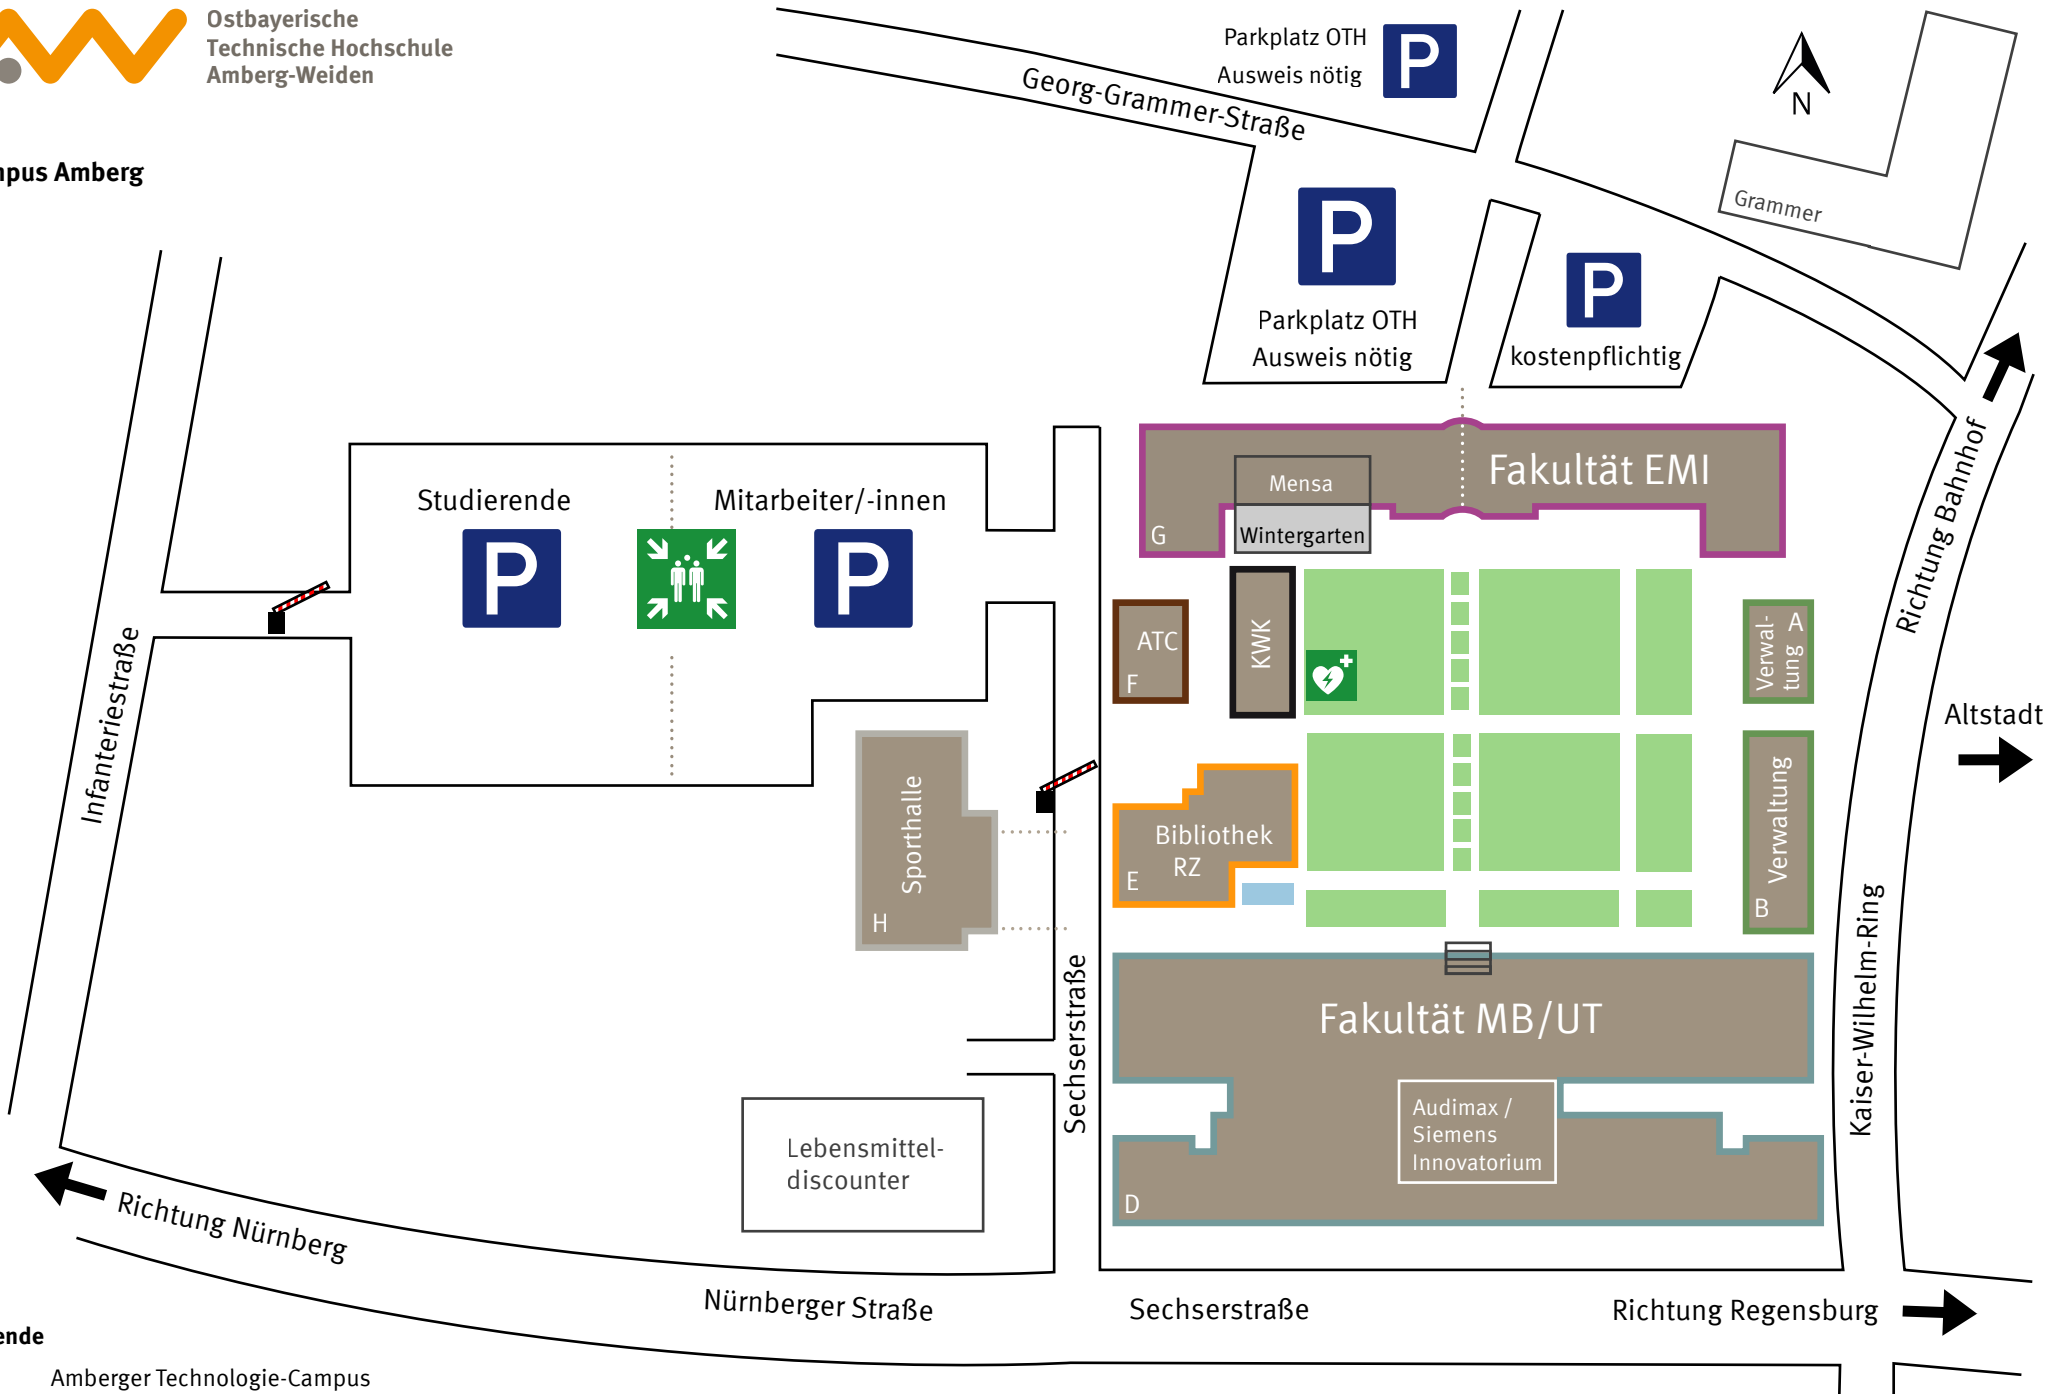 Ostbayerische
Technische Hochschule
Amberg-Weiden
Amberg
Parkplatz OTH
Ausweis nötig
P
Georg-Grammer-Straße
N
Grammer
P
Parkplatz OTH
Ausweis nötig
P
kostenpflichtig
Studierende
P
Mitarbeiter/-innen
P
Fakultät EMI
Mensa
Wintergarten
G
ATC
F
KWK
Verwal-
tung
A
Richtung Bahnhof
Altstadt
Infanteriestraße
Sporthalle
H
Bibliothek
RZ
E
Verwaltung
B
Kaiser-Wilhelm-Ring
Sechserstraße
Fakultät MB/UT
Audimax /
Siemens
Innovatorium
D
Lebensmittel-
discounter
Richtung Nürnberg
Nürnberger Straße
Sechserstraße
Richtung Regensburg
Amberger Technologie-Campus